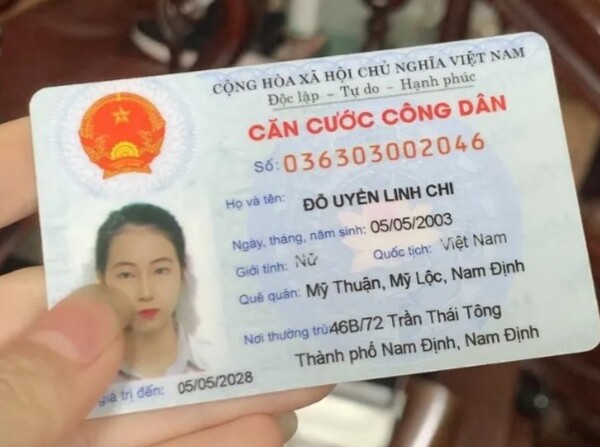 CỘNG HÒA XÃ HỘI CHỦ NGHĨA VIỆT NAM
Độc lập - Tự do - Hạnh phúc
CĂN CƯỚC CÔNG DÂN
Số: 036303002046
Họ và tên: ĐỖ UYÊN LINH CHI
Ngày, tháng, năm sinh: 05/05/2003
Giới tính: Nữ Quốc tịch: Việt Nam
Quê quán: Mỹ Thuận, Mỹ Lộc, Nam Định
Nơi thường trú: 46B/72 Trần Thái Tông
Thành phố Nam Định, Nam Định
giá trị đến: 05/05/2028